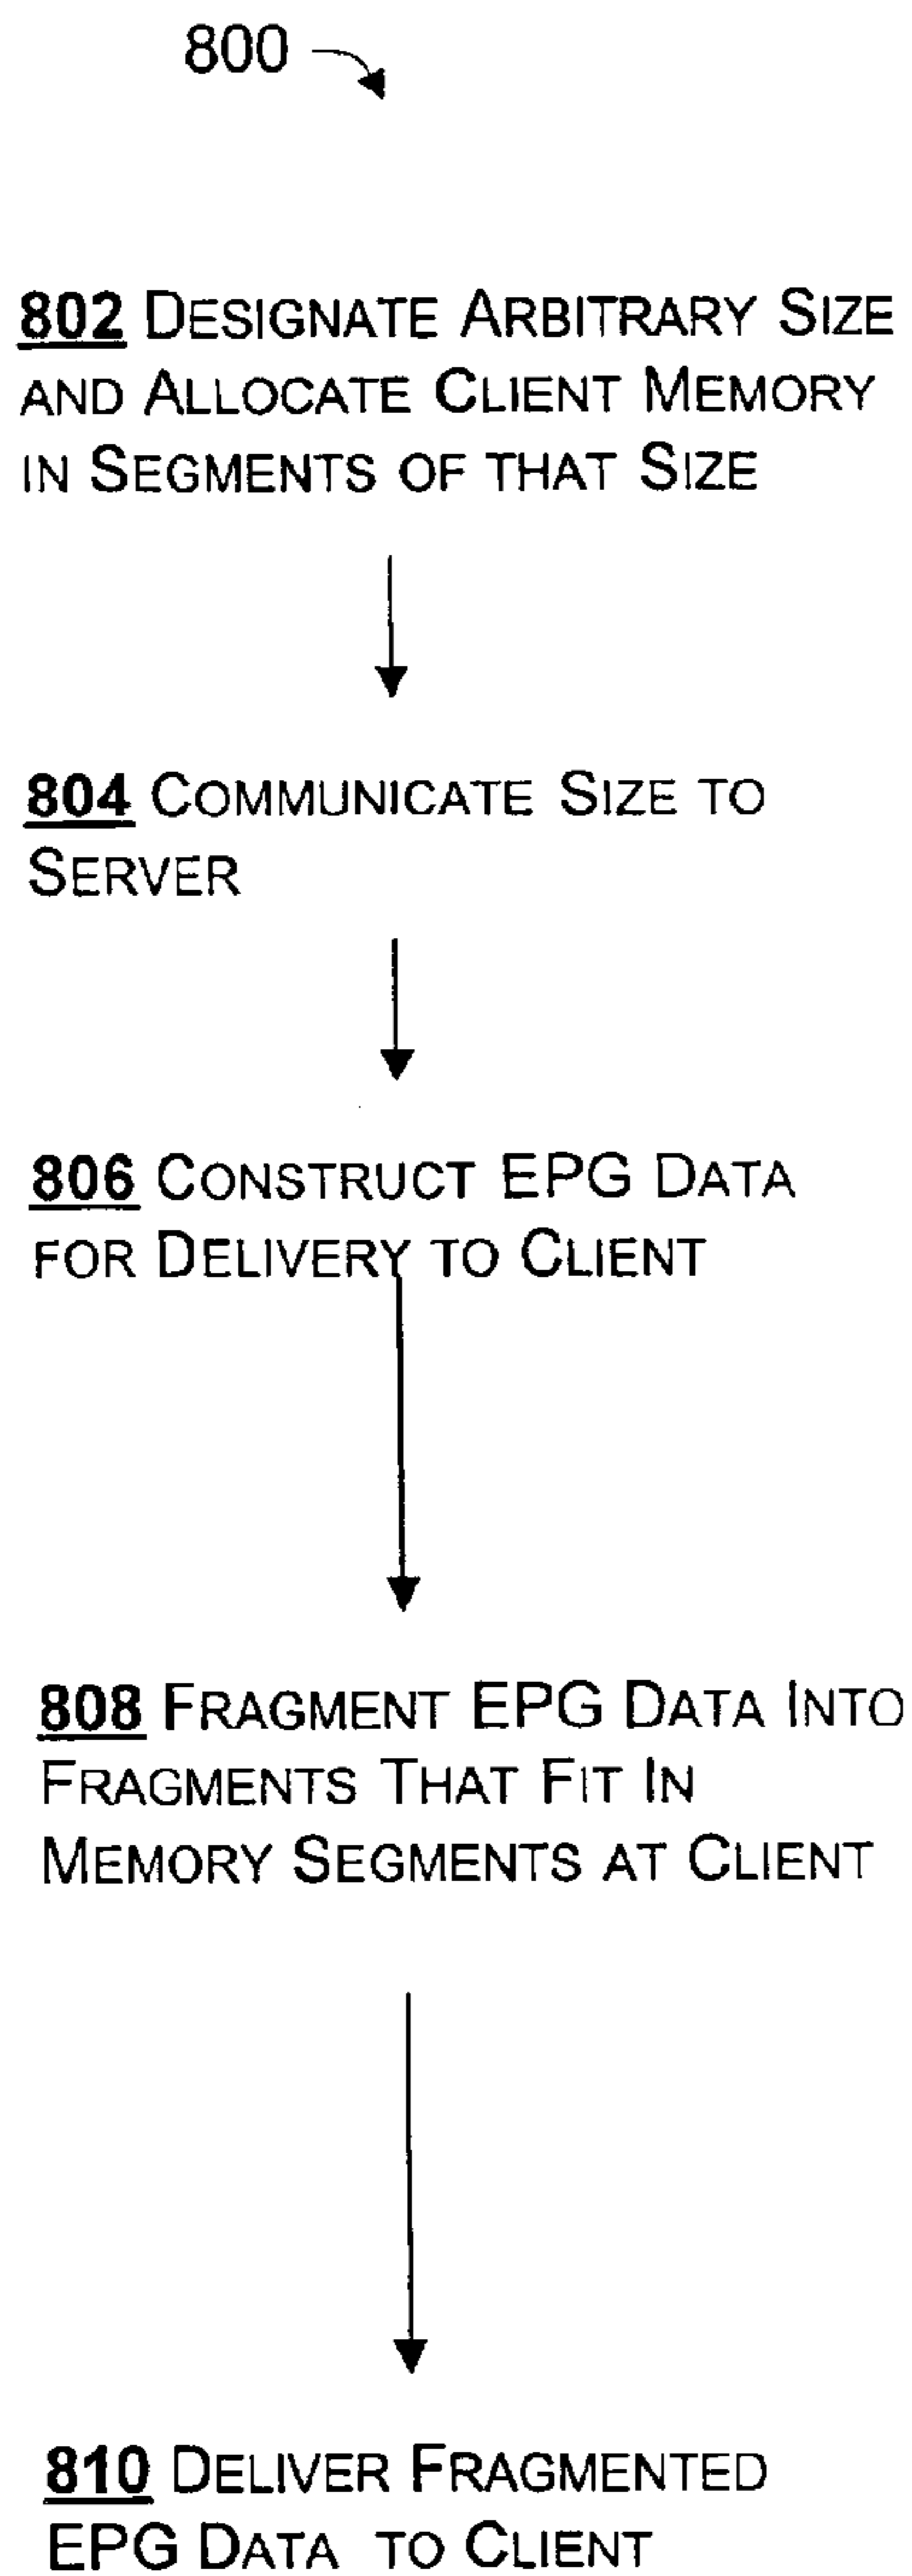 800
802 DESIGNATE ARBITRARY SIZE
AND ALLOCATE CLIENT MEMORY
IN SEGMENTS OF THAT SIZE
804 COMMUNICATE SIZE TO
SERVER
806 CONSTRUCT EPG DATA
FOR DELIVERY TO CLIENT
808 FRAGMENT EPG DATA INTO
FRAGMENTS THAT FIT IN
MEMORY SEGMENTS AT CLIENT
810 DELIVER FRAGMENTED
EPG DATA TO CLIENT